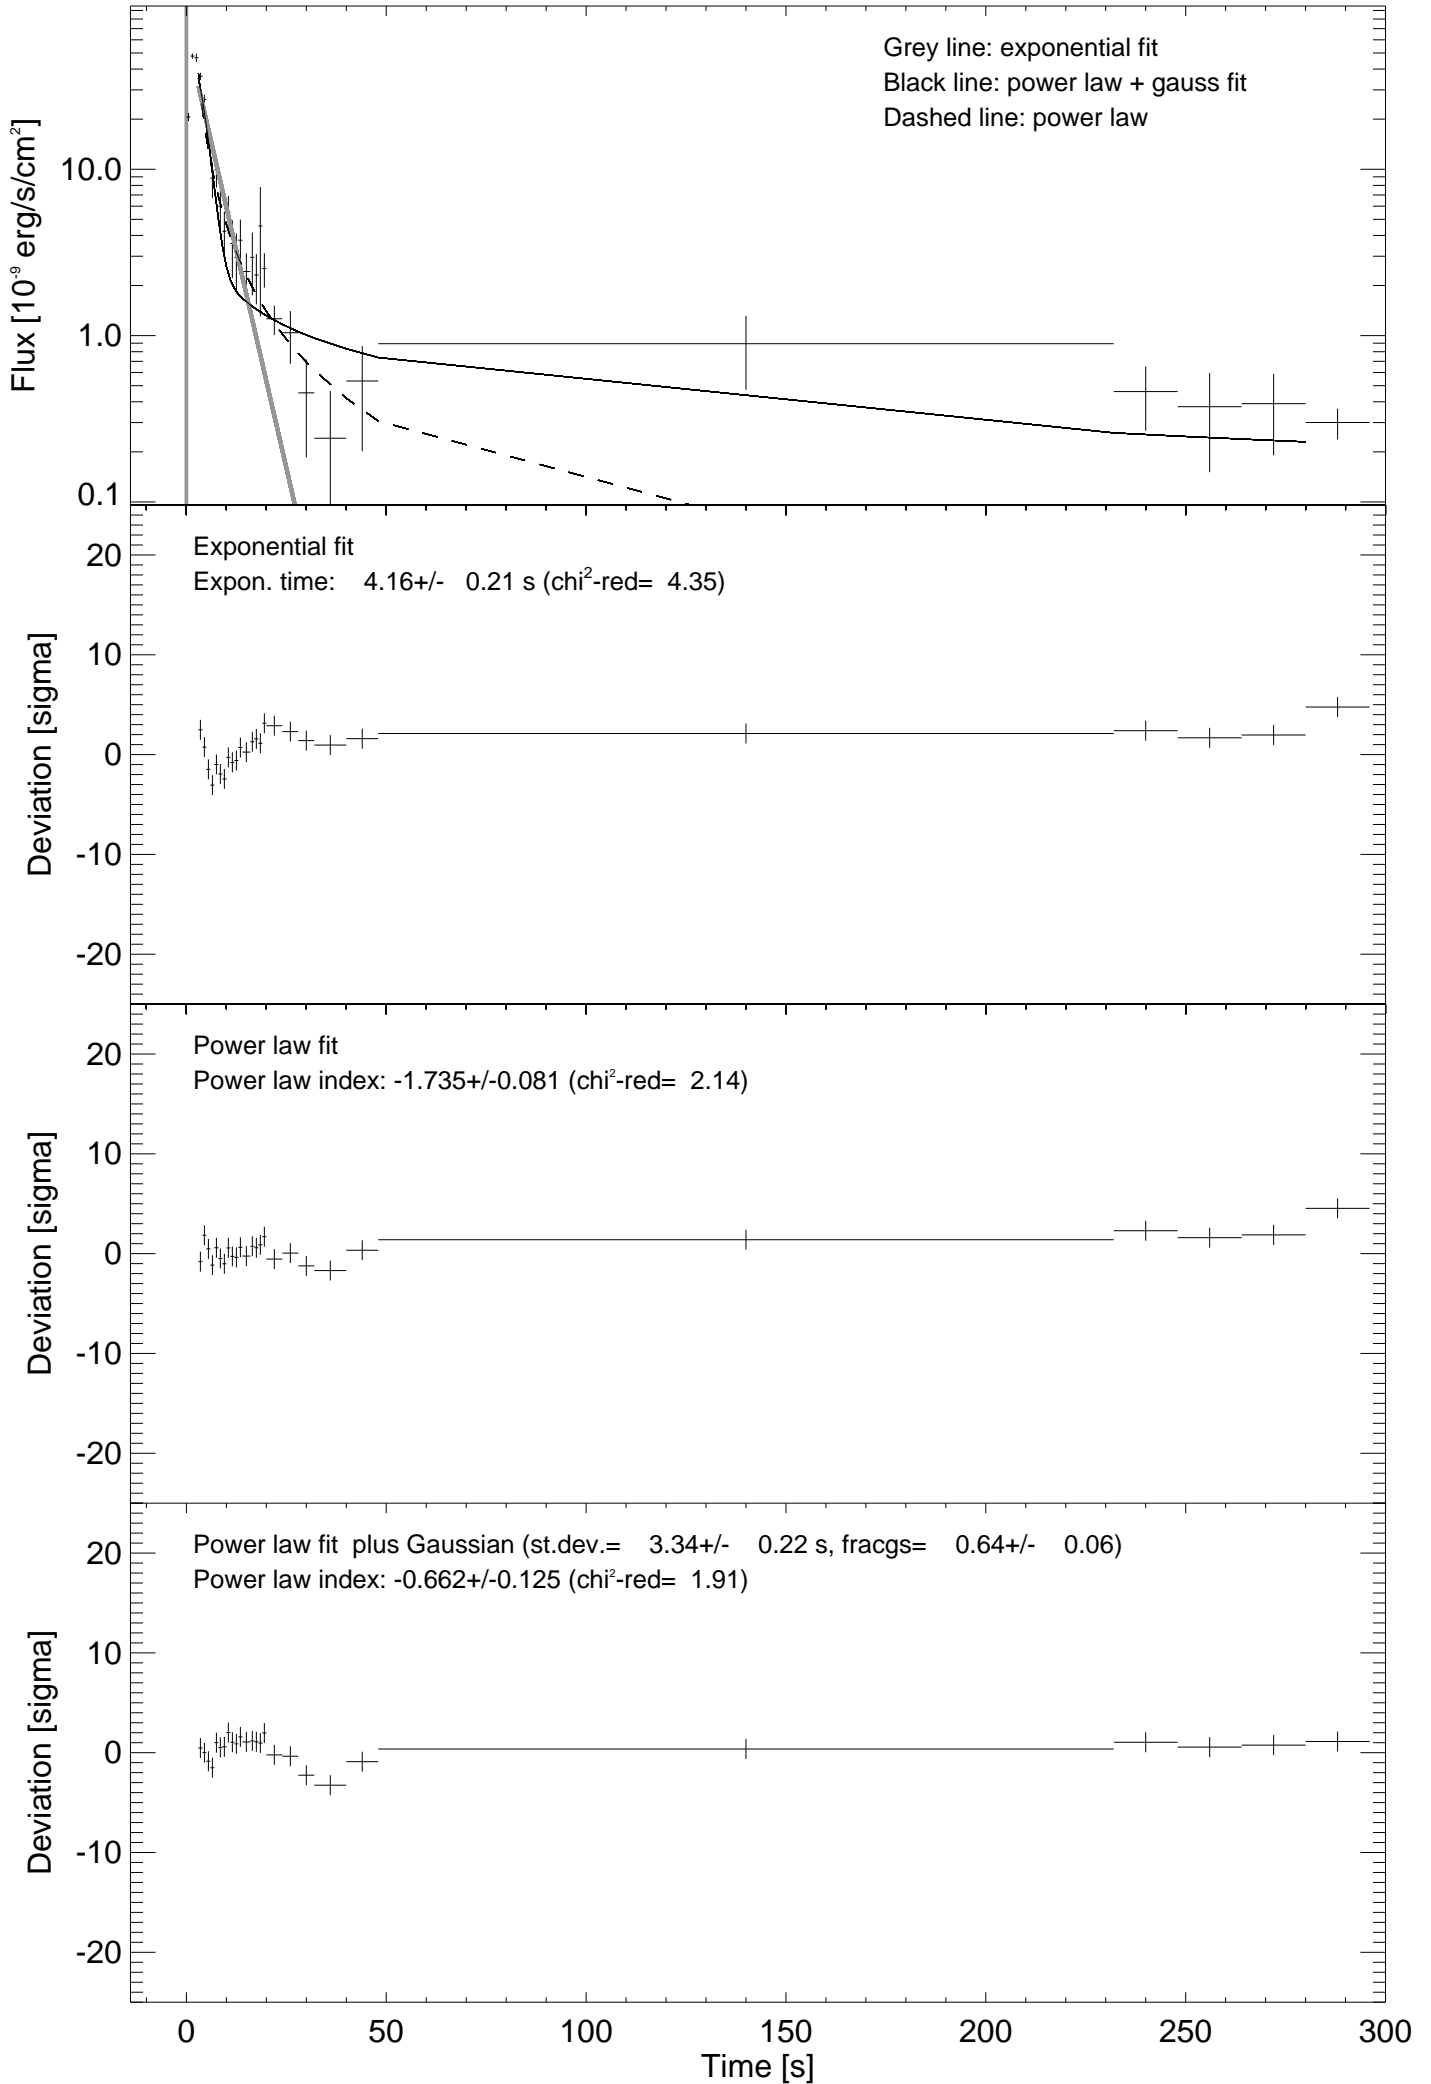 Grey line: exponential fit
Black line: power law + gauss fit
Dashed line: power law
Flux [10⁻⁹ erg/s/cm²]
10.0
1.0
0.1
Exponential fit
Expon. time: 4.16+/- 0.21 s (chi²-red= 4.35)
Deviation [sigma]
20
10
0
-10
-20
Power law fit
Power law index: -1.735+/-0.081 (chi²-red= 2.14)
Deviation [sigma]
20
10
0
-10
-20
Power law fit plus Gaussian (st.dev.= 3.34+/- 0.22 s, fracgs= 0.64+/- 0.06)
Power law index: -0.662+/-0.125 (chi²-red= 1.91)
Deviation [sigma]
20
10
0
-10
-20
0 50 100 150 200 250 300
Time [s]